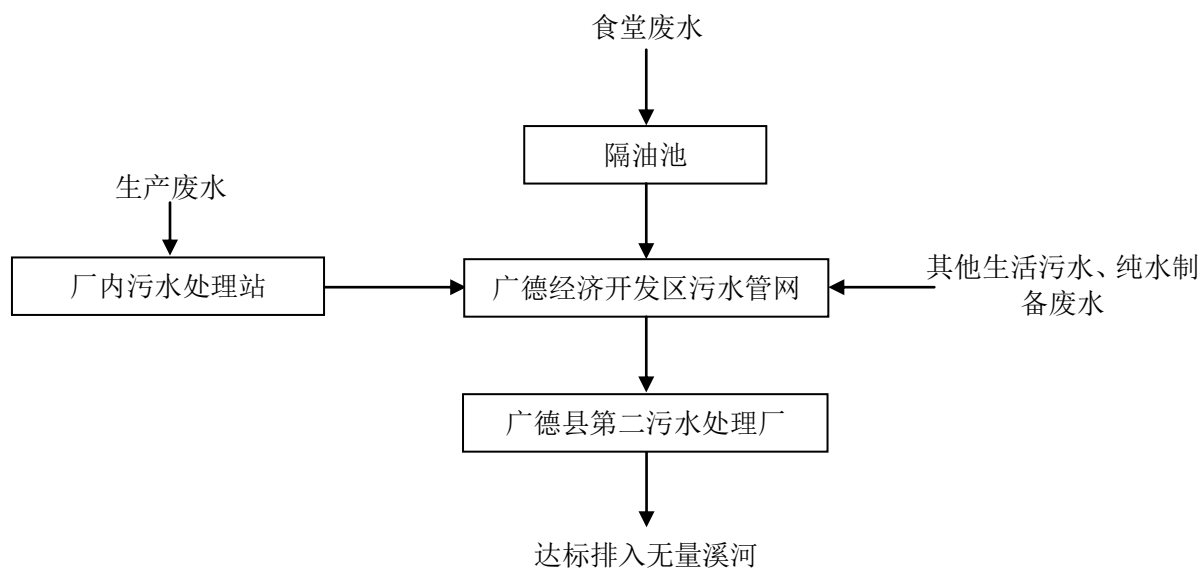 食堂废水
隔油池
生产废水
厂内污水处理站
广德经济开发区污水管网
其他生活污水、纯水制
备废水
广德县第二污水处理厂
达标排入无量溪河